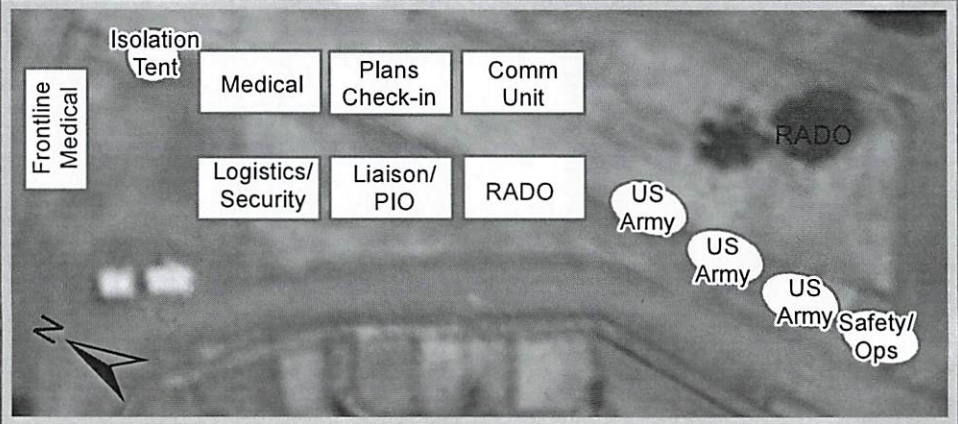 Isolation
Tent
Frontline
Medical
Medical
Plans
Check-in
Comm
Unit
RADO
Logistics/
Security
Liaison/
PIO
RADO
US
Army
US
Army
US
Army
Safety/
Ops
N